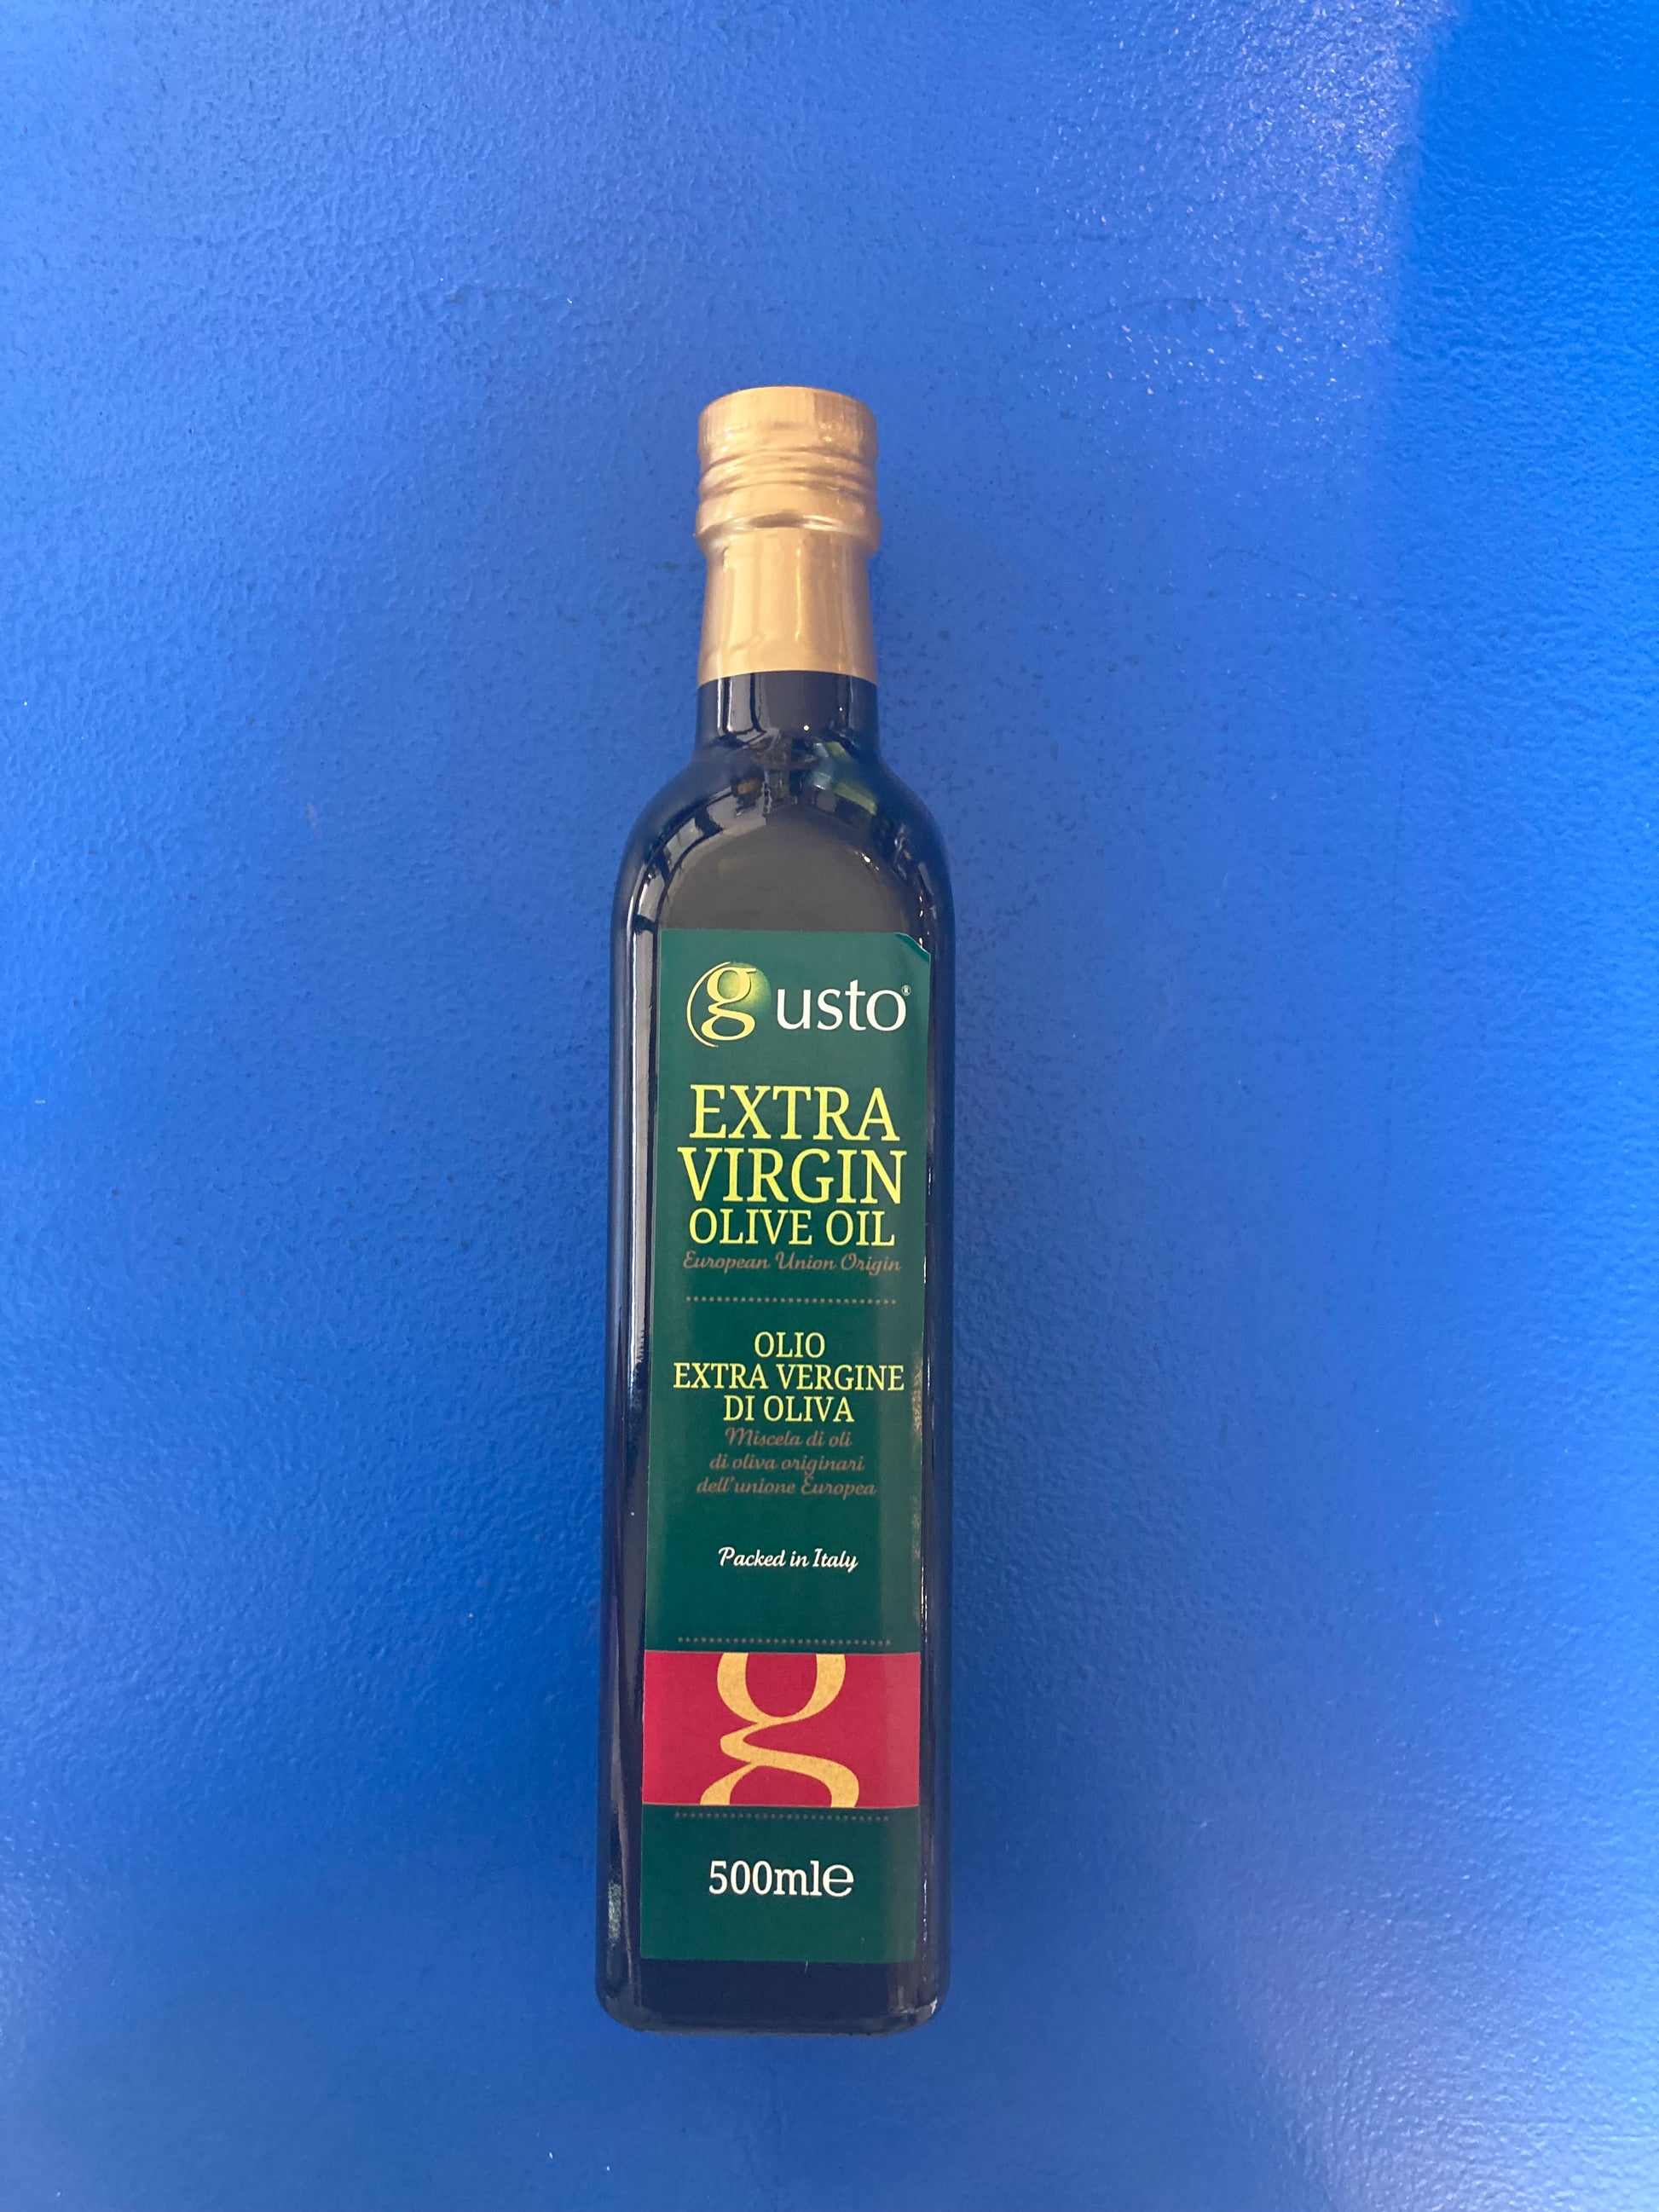 gusto®
EXTRA
VIRGIN
OLIVE OIL
European Union Origin
OLIO
EXTRA VERGINE
DI OLIVA
Miscela di oli
di oliva originari
dell'unione Europea
Packed in Italy
g
500ml℮